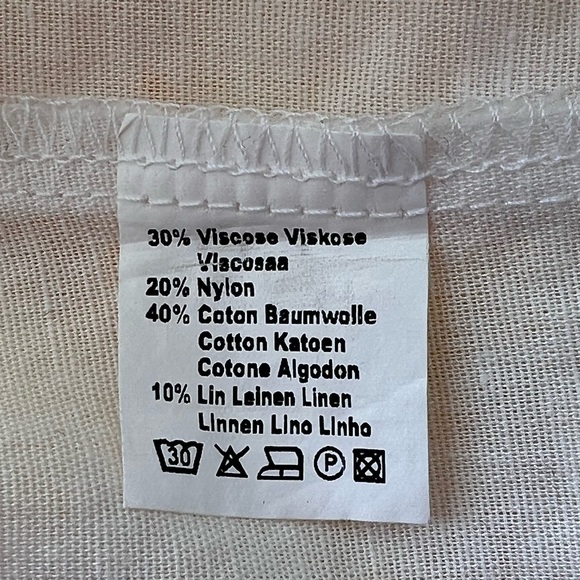 30% Viscose Viskose
Viscosaa
20% Nylon
40% Coton Baumwolle
Cotton Katoen
Cotone Algodon
10% Lin Leinen Linen
Linnen Lino Linho
30 P